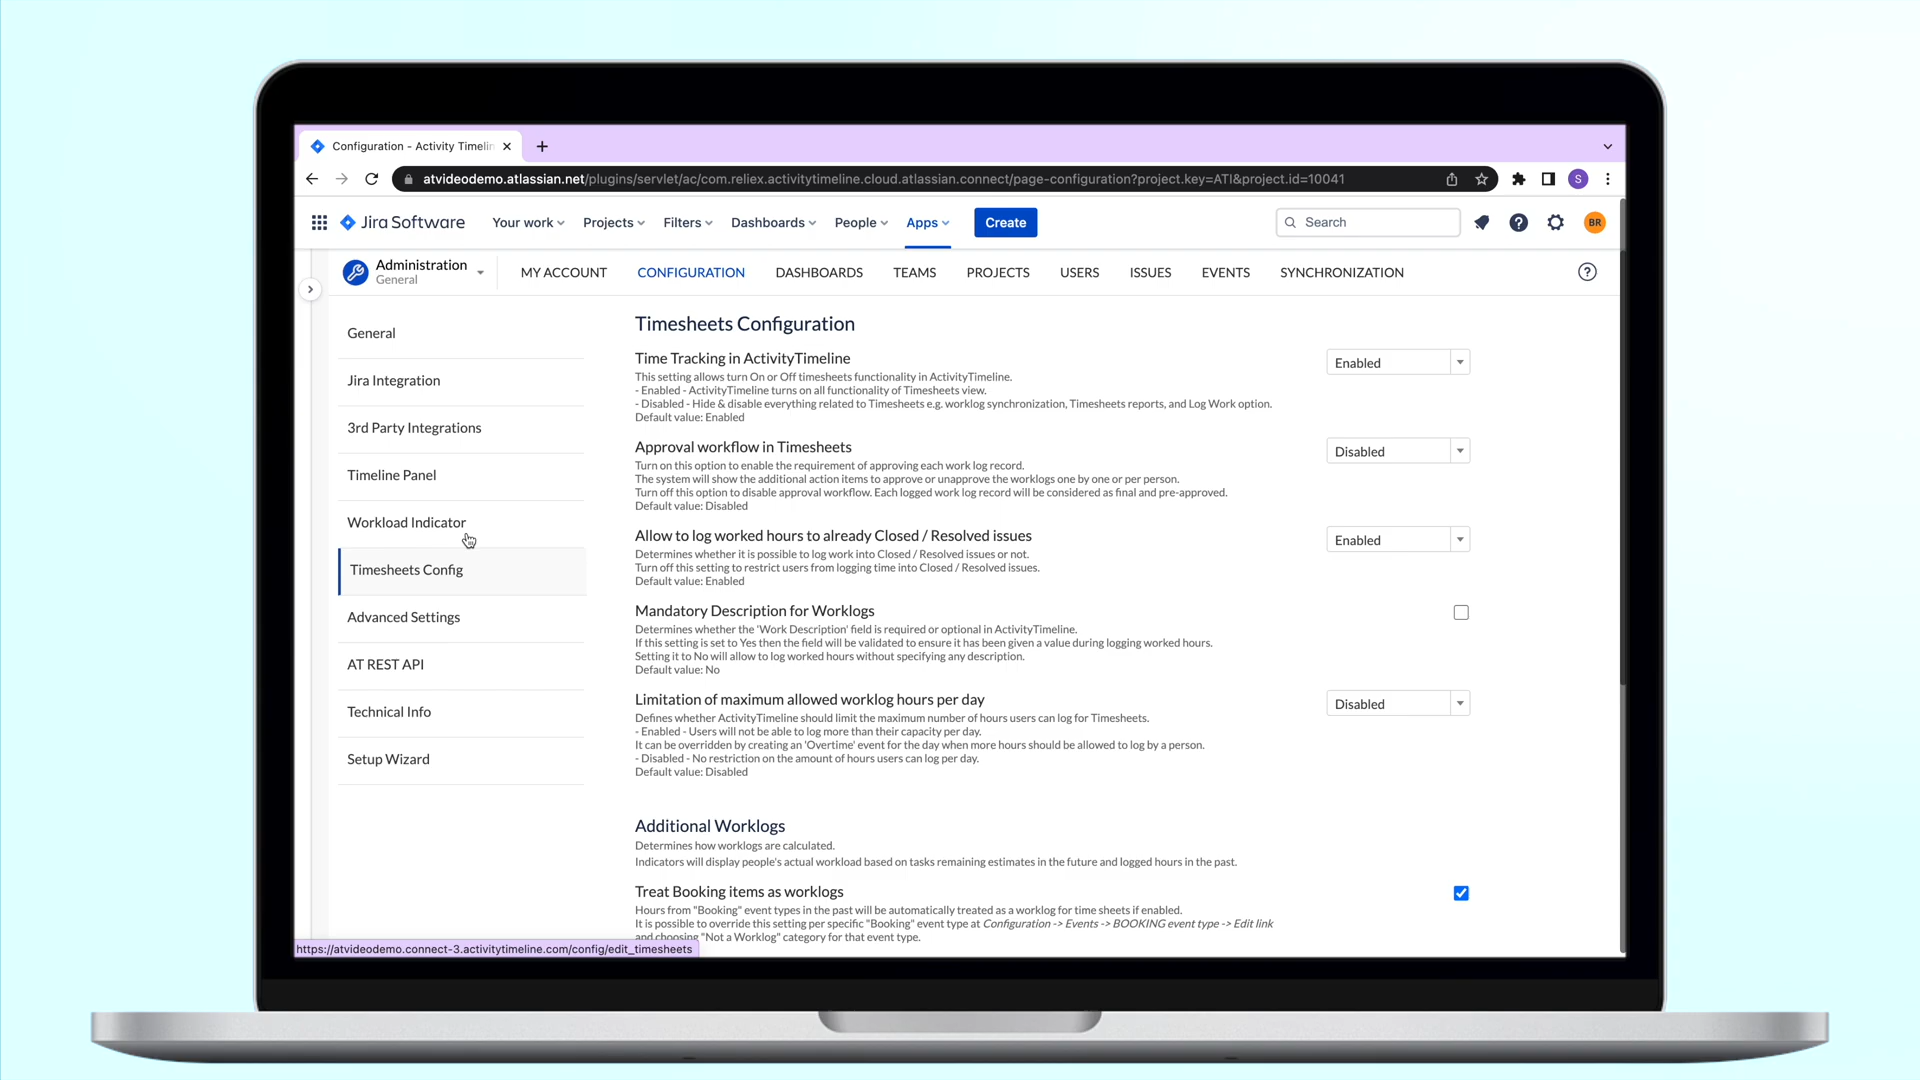 Configuration - Activity Timelin
atvideodemo.atlassian.net/plugins/servlet/ac/com.reliex.activitytimeline.cloud.atlassian.connect/page-configuration?project.key=ATI&project.id=10041
S
Jira Software Your work Projects Filters Dashboards People Apps Create Search BR
Administration
General
MY ACCOUNT CONFIGURATION DASHBOARDS TEAMS PROJECTS USERS ISSUES EVENTS SYNCHRONIZATION
General
Jira Integration
3rd Party Integrations
Timeline Panel
Workload Indicator
Timesheets Config
Advanced Settings
AT REST API
Technical Info
Setup Wizard
Timesheets Configuration
Time Tracking in ActivityTimeline
Enabled
This setting allows turn On or Off timesheets functionality in ActivityTimeline.
- Enabled - ActivityTimeline turns on all functionality of Timesheets view.
- Disabled - Hide & disable everything related to Timesheets e.g. worklog synchronization, Timesheets reports, and Log Work option.
Default value: Enabled
Approval workflow in Timesheets
Disabled
Turn on this option to enable the requirement of approving each work log record.
The system will show the additional action items to approve or unapprove the worklogs one by one or per person.
Turn off this option to disable approval workflow. Each logged work log record will be considered as final and pre-approved.
Default value: Disabled
Allow to log worked hours to already Closed / Resolved issues
Enabled
Determines whether it is possible to log work into Closed / Resolved issues or not.
Turn off this setting to restrict users from logging time into Closed / Resolved issues.
Default value: Enabled
Mandatory Description for Worklogs
Determines whether the 'Work Description' field is required or optional in ActivityTimeline.
If this setting is set to Yes then the field will be validated to ensure it has been given a value during logging worked hours.
Setting it to No will allow to log worked hours without specifying any description.
Default value: No
Limitation of maximum allowed worklog hours per day
Disabled
Defines whether ActivityTimeline should limit the maximum number of hours users can log for Timesheets.
- Enabled - Users will not be able to log more than their capacity per day.
It can be overridden by creating an 'Overtime' event for the day when more hours should be allowed to log by a person.
- Disabled - No restriction on the amount of hours users can log per day.
Default value: Disabled
Additional Worklogs
Determines how worklogs are calculated.
Indicators will display people's actual workload based on tasks remaining estimates in the future and logged hours in the past.
Treat Booking items as worklogs
Hours from "Booking" event types in the past will be automatically treated as a worklog for time sheets if enabled.
It is possible to override this setting per specific "Booking" event type at Configuration -> Events -> BOOKING event type -> Edit link
and choosing "Not a Worklog" category for that event type.
https://atvideodemo.connect-3.activitytimeline.com/config/edit_timesheets